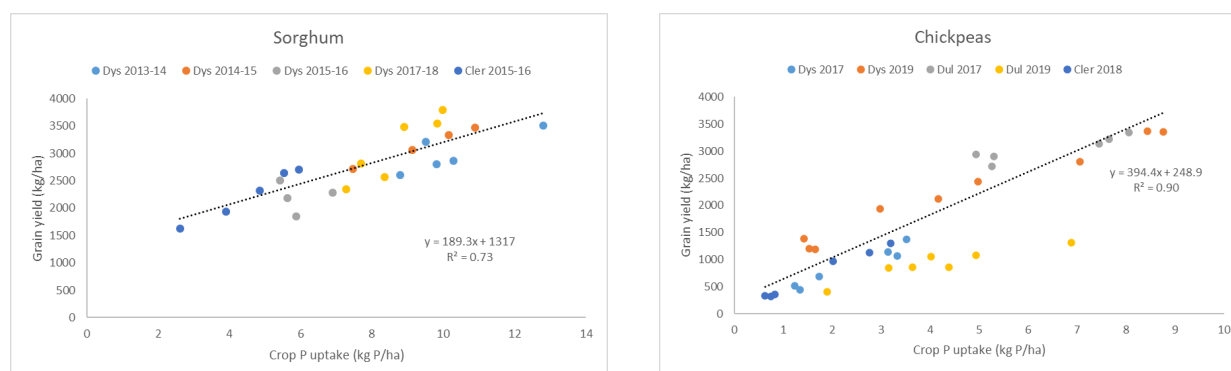 Sorghum
Dys 2013-14 Dys 2014-15 Dys 2015-16 Dys 2017-18 Cler 2015-16
Grain yield (kg/ha)
4000
3500
3000
2500
2000
1500
1000
500
0
y = 189.3x + 1317
R² = 0.73
0 2 4 6 8 10 12 14
Crop P uptake (kg P/ha)
Chickpeas
Dys 2017 Dys 2019 Dul 2017 Dul 2019 Cler 2018
Grain yield (kg/ha)
4000
3500
3000
2500
2000
1500
1000
500
0
y = 394.4x + 248.9
R² = 0.90
0 1 2 3 4 5 6 7 8 9 10
Crop P uptake (kg P/ha)